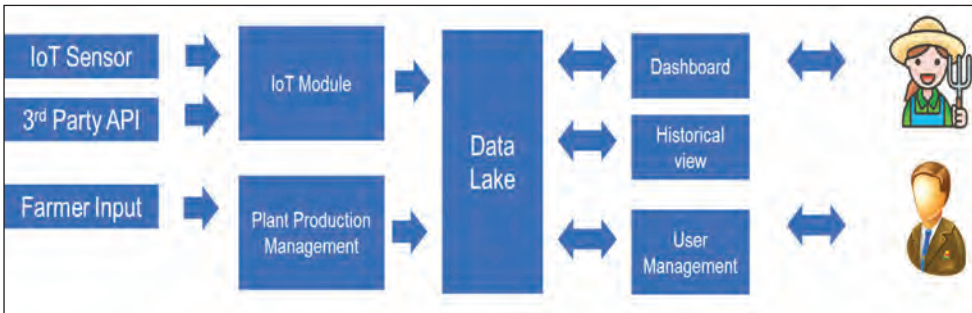 IoT Sensor
3rd Party API
Farmer Input
IoT Module
Plant Production
Management
Data
Lake
Dashboard
Historical
view
User
Management